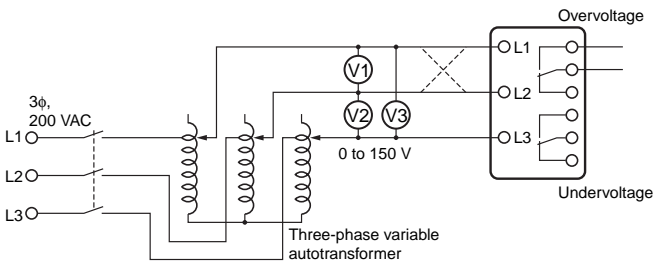 Overvoltage
L1
V1
3ϕ,
200 VAC
L2
V2
V3
L1
L3
0 to 150 V
L2
Undervoltage
L3
Three-phase variable
autotransformer